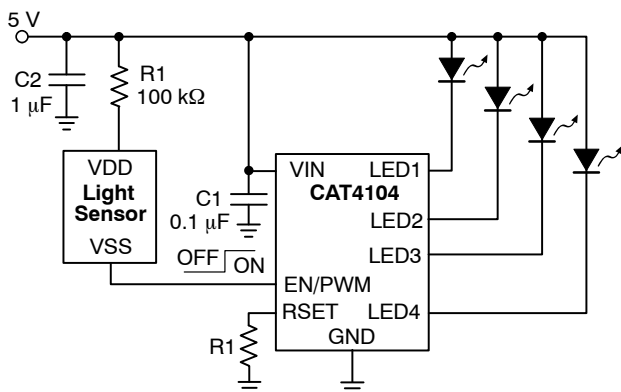 5 V
C2
1 μF
R1
100 kΩ
VDD
Light
Sensor
VSS
C1
0.1 μF
OFF
ON
VIN
LED1
CAT4104
LED2
LED3
EN/PWM
RSET
LED4
GND
R1